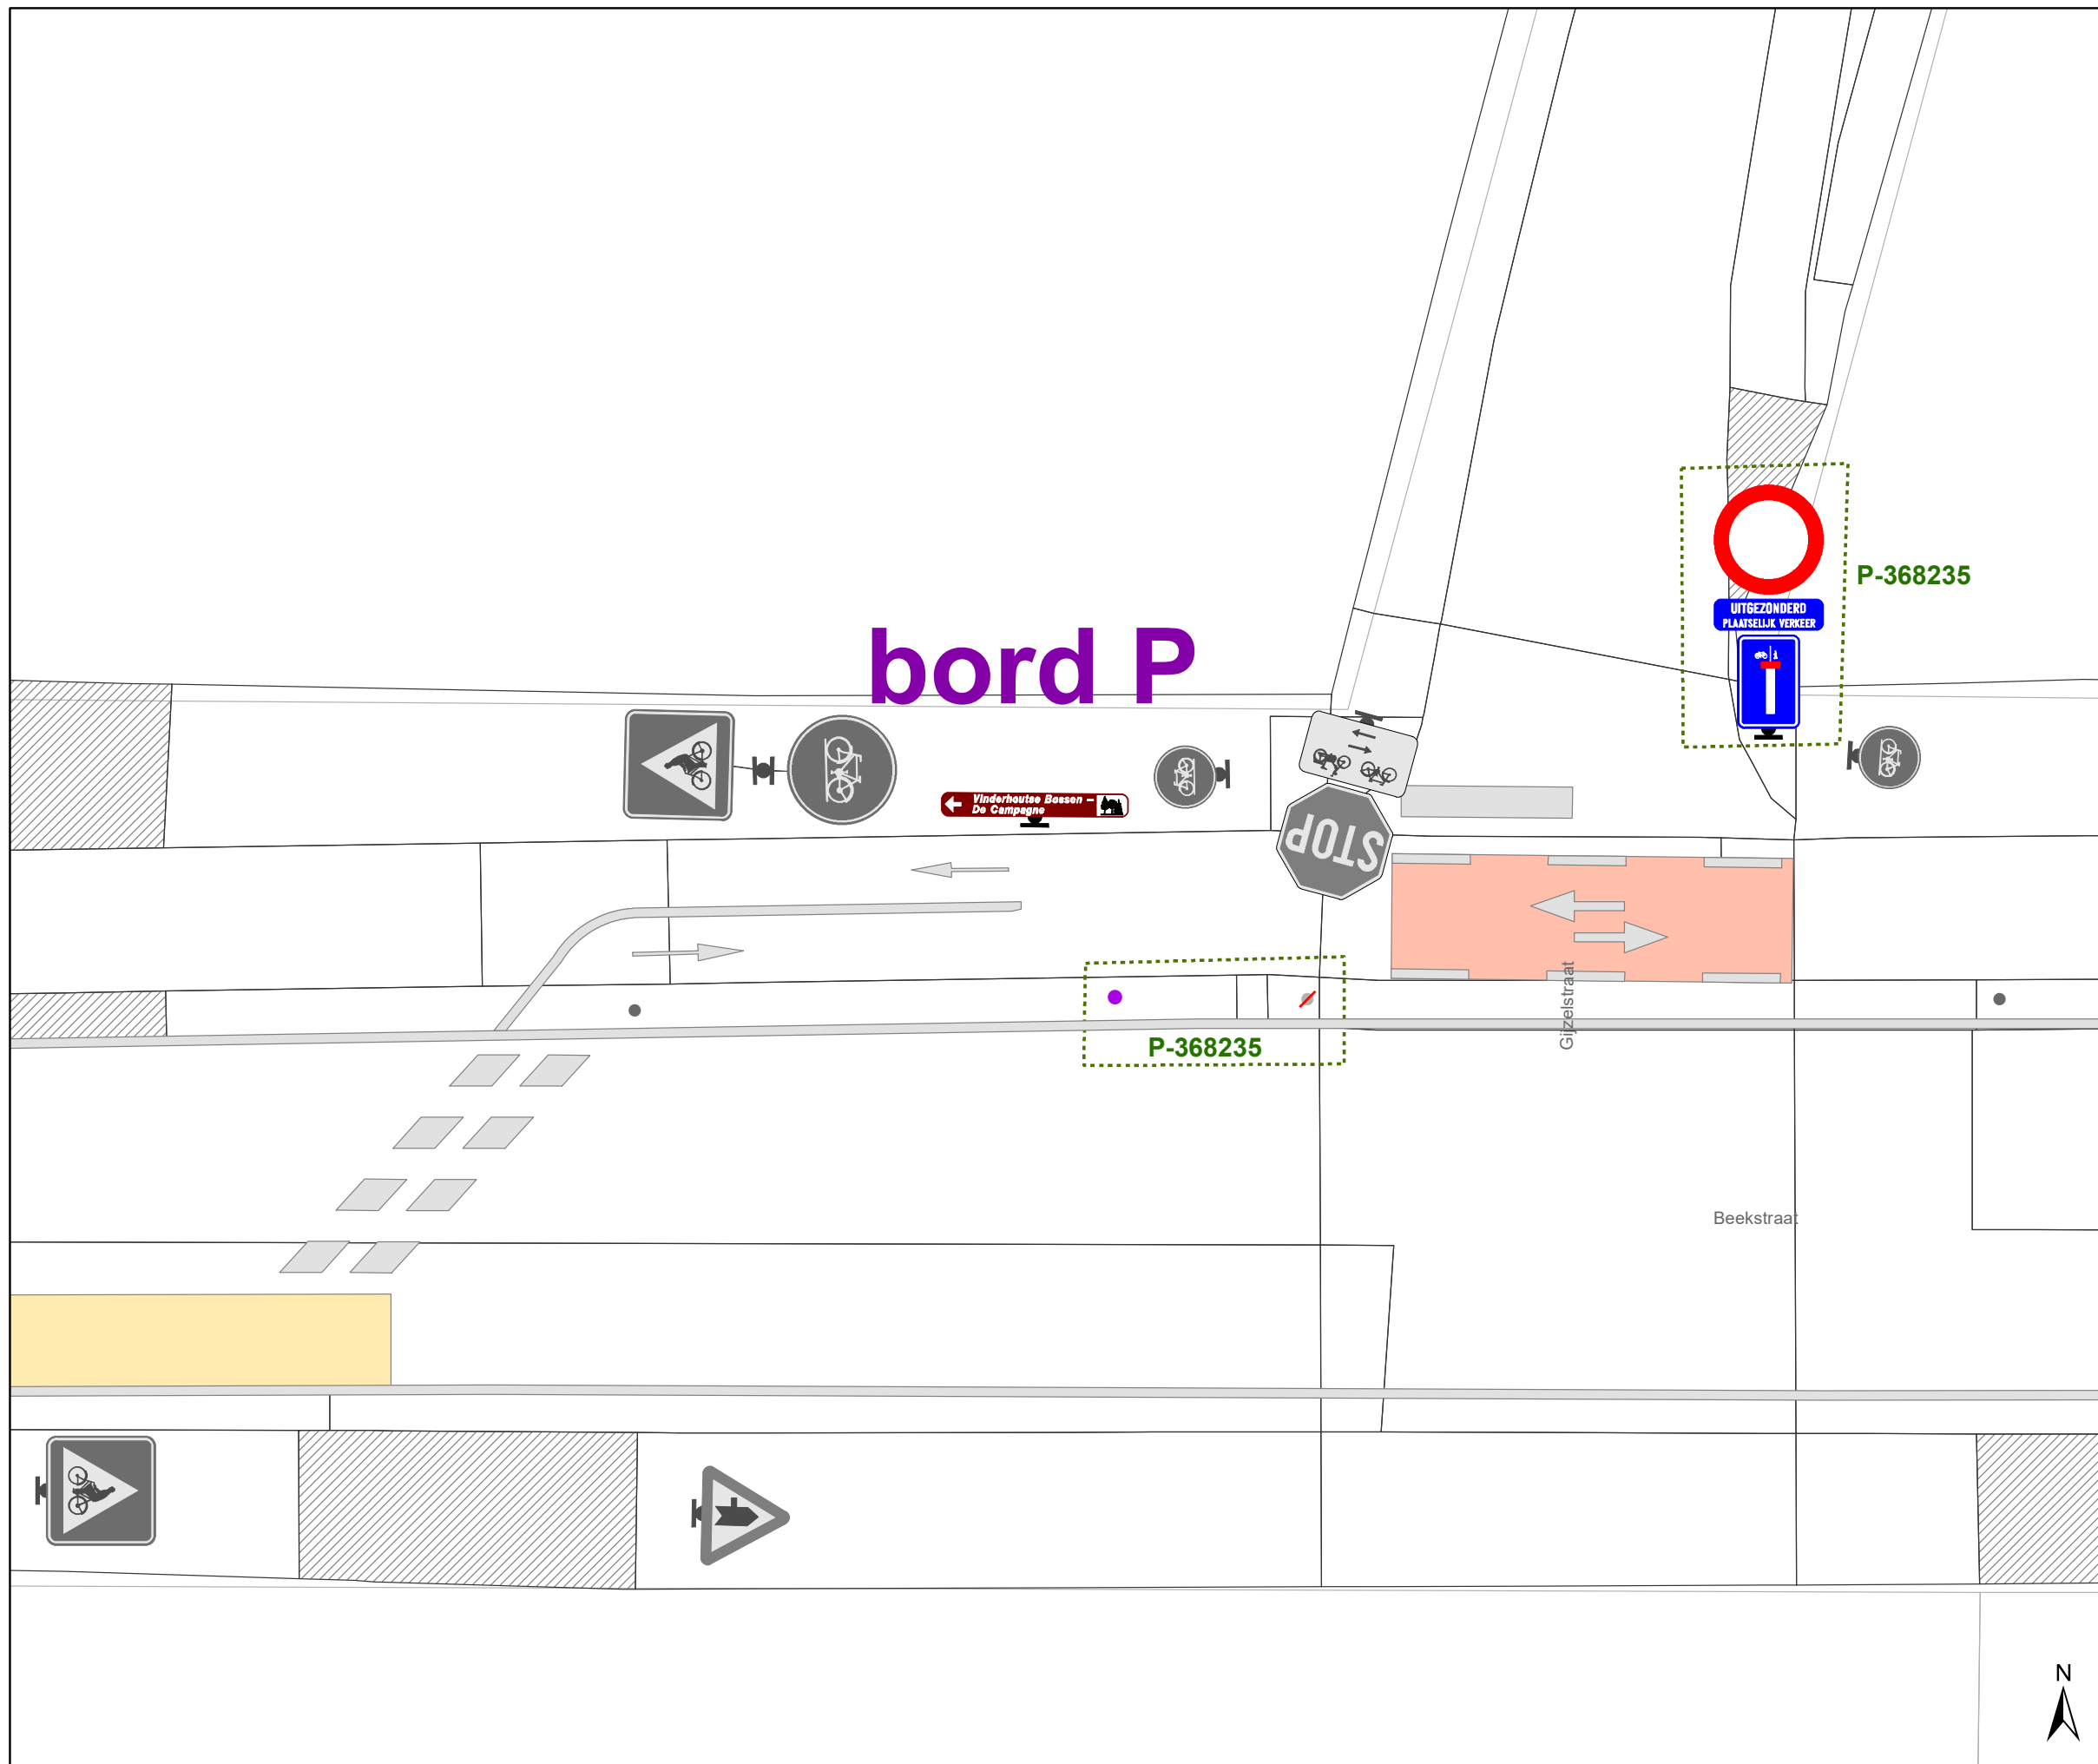 P-368235
UITGEZONDERD
PLAATSELIJK VERKEER
bord P
Vinderhoutse Bossen -
De Campagne
STOP
Gijzelstraat
P-368235
Beekstraat
N